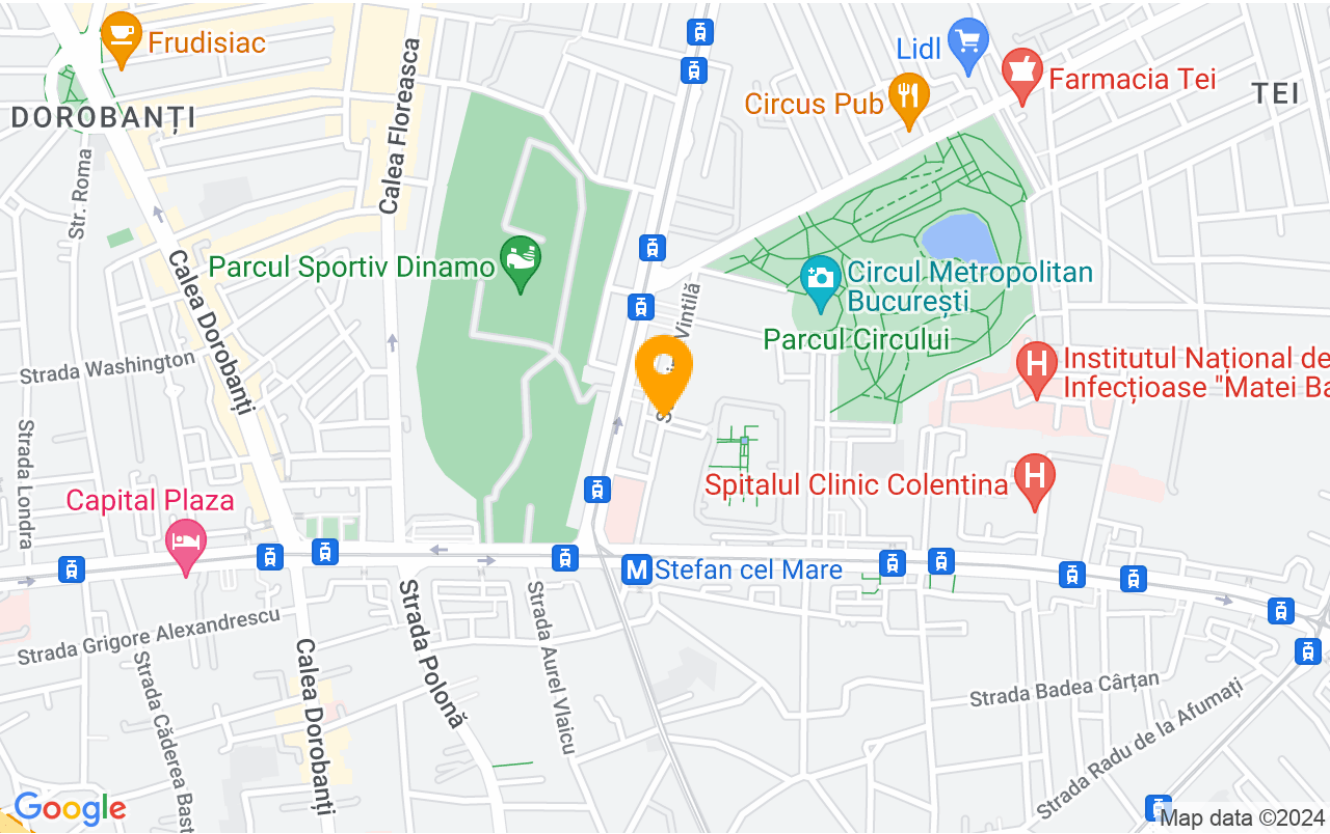 Frudisiac
Lidl
Farmacia Tei
Circus Pub
TEI
DOROBANȚI
Calea Floreasca
Str. Roma
Calea Dorobanți
Parcul Sportiv Dinamo
Circul Metropolitan
București
Vintilă
Parcul Circului
Strada Washington
Institutul Național de
Infecțioase "Matei Ba
Strada Londra
Capital Plaza
Spitalul Clinic Colentina
M
Stefan cel Mare
H
H
Strada Grigore Alexandrescu
Strada Polonă
Strada Aurel Vlaicu
Calea Dorobanți
Strada Căderea Bast
Strada Badea Cârțan
Strada Radu de la Afumați
Google
Map data ©2024